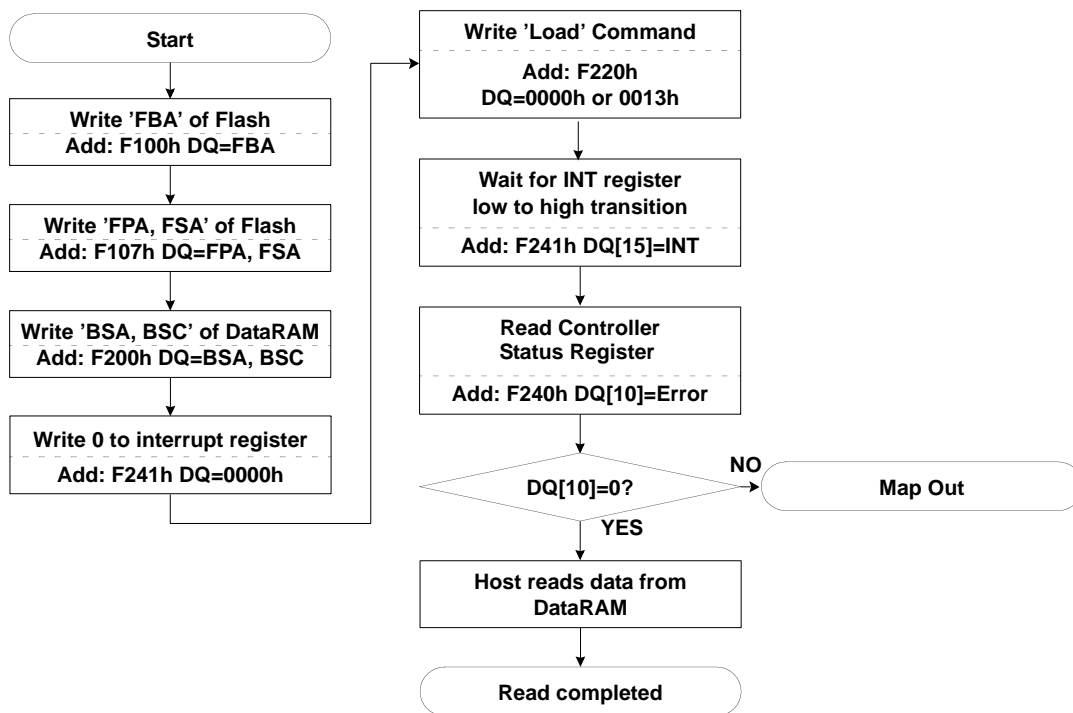 Start
Write ’FBA’ of Flash
Add: F100h DQ=FBA
Write ’FPA, FSA’ of Flash
Add: F107h DQ=FPA, FSA
Write ’BSA, BSC’ of DataRAM
Add: F200h DQ=BSA, BSC
Write 0 to interrupt register
Add: F241h DQ=0000h
Write ’Load’ Command
Add: F220h
DQ=0000h or 0013h
Wait for INT register
low to high transition
Add: F241h DQ[15]=INT
Read Controller
Status Register
Add: F240h DQ[10]=Error
DQ[10]=0?
NO
Map Out
YES
Host reads data from
DataRAM
Read completed